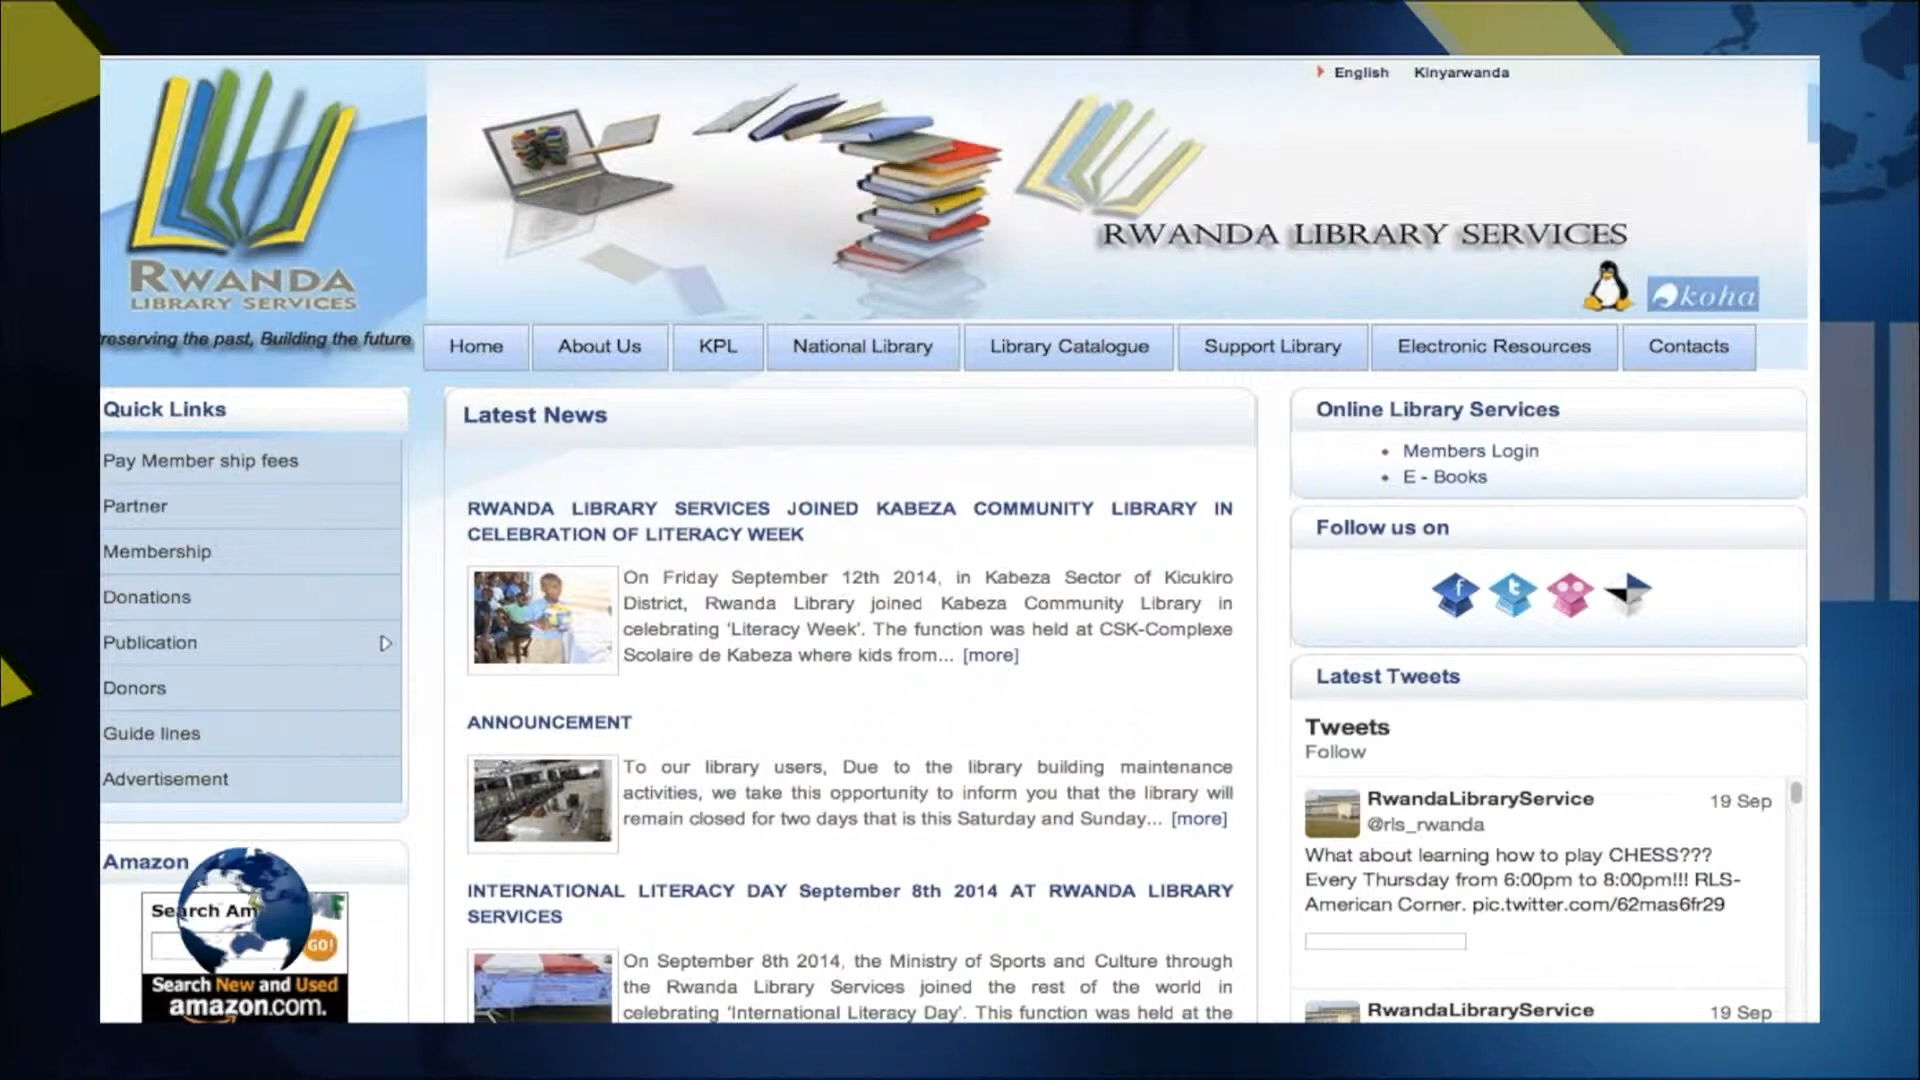 English Kinyarwanda
RWANDA LIBRARY SERVICES
koha
RWANDA
LIBRARY SERVICES
reserving the past, Building the future
Home About Us KPL National Library Library Catalogue Support Library Electronic Resources Contacts
Quick Links
Pay Member ship fees
Partner
Membership
Donations
Publication
Donors
Guide lines
Advertisement
Amazon
Search Am
GO!
Search New and Used
amazon.com.
Latest News
RWANDA LIBRARY SERVICES JOINED KABEZA COMMUNITY LIBRARY IN
CELEBRATION OF LITERACY WEEK
On Friday September 12th 2014, in Kabeza Sector of Kicukiro
District, Rwanda Library joined Kabeza Community Library in
celebrating 'Literacy Week'. The function was held at CSK-Complexe
Scolaire de Kabeza where kids from... [more]
ANNOUNCEMENT
To our library users, Due to the library building maintenance
activities, we take this opportunity to inform you that the library will
remain closed for two days that is this Saturday and Sunday... [more]
INTERNATIONAL LITERACY DAY September 8th 2014 AT RWANDA LIBRARY
SERVICES
On September 8th 2014, the Ministry of Sports and Culture through
the Rwanda Library Services joined the rest of the world in
celebrating 'International Literacy Day'. This function was held at the
Online Library Services
Members Login
E - Books
Follow us on
Latest Tweets
Tweets
Follow
RwandaLibraryService 19 Sep
@rls_rwanda
What about learning how to play CHESS???
Every Thursday from 6:00pm to 8:00pm!!! RLS-
American Corner. pic.twitter.com/62mas6fr29
RwandaLibraryService 19 Sep